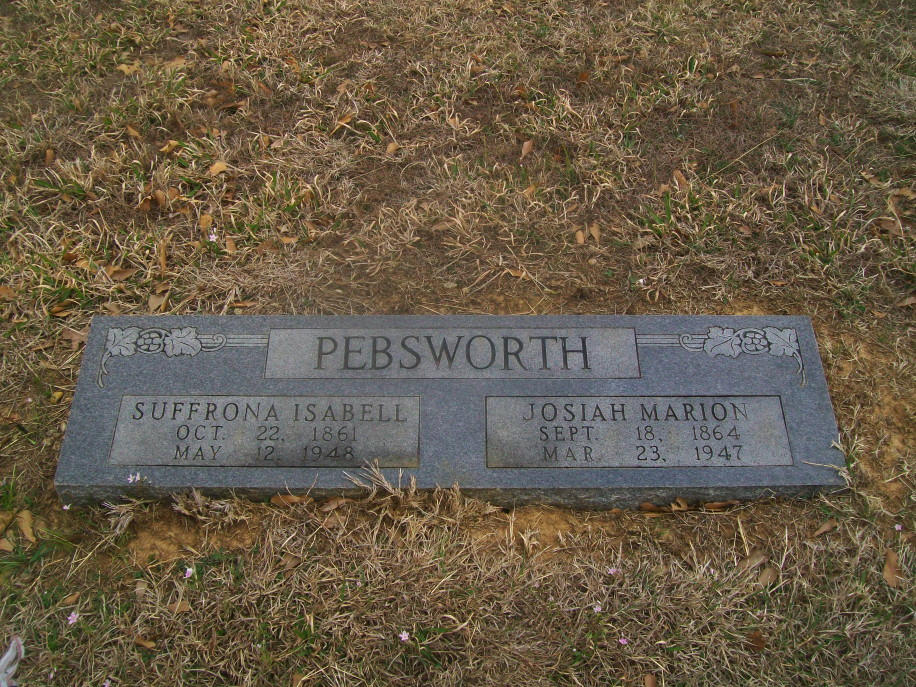 PEBSWORTH
SUFFRONA ISABELL
OCT. 22, 1861
MAY 12, 1948
JOSIAH MARION
SEPT. 18, 1864
MAR. 23, 1947